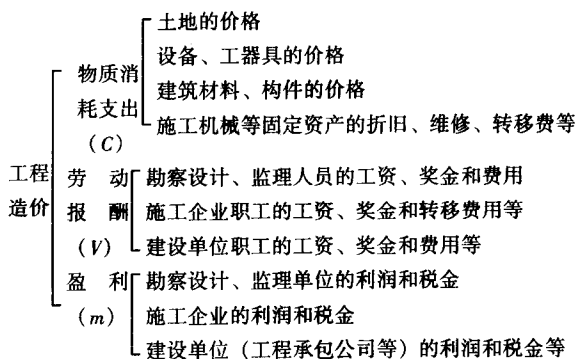 工程
造价
物质消
耗支出
(C)
土地的价格
设备、工器具的价格
建筑材料、构件的价格
施工机械等固定资产的折旧、维修、转移费等
劳动
报酬
(V)
勘察设计、监理人员的工资、奖金和费用
施工企业职工的工资、奖金和转移费用等
建设单位职工的工资、奖金和费用等
盈利
(m)
勘察设计、监理单位的利润和税金
施工企业的利润和税金
建设单位（工程承包公司等）的利润和税金等